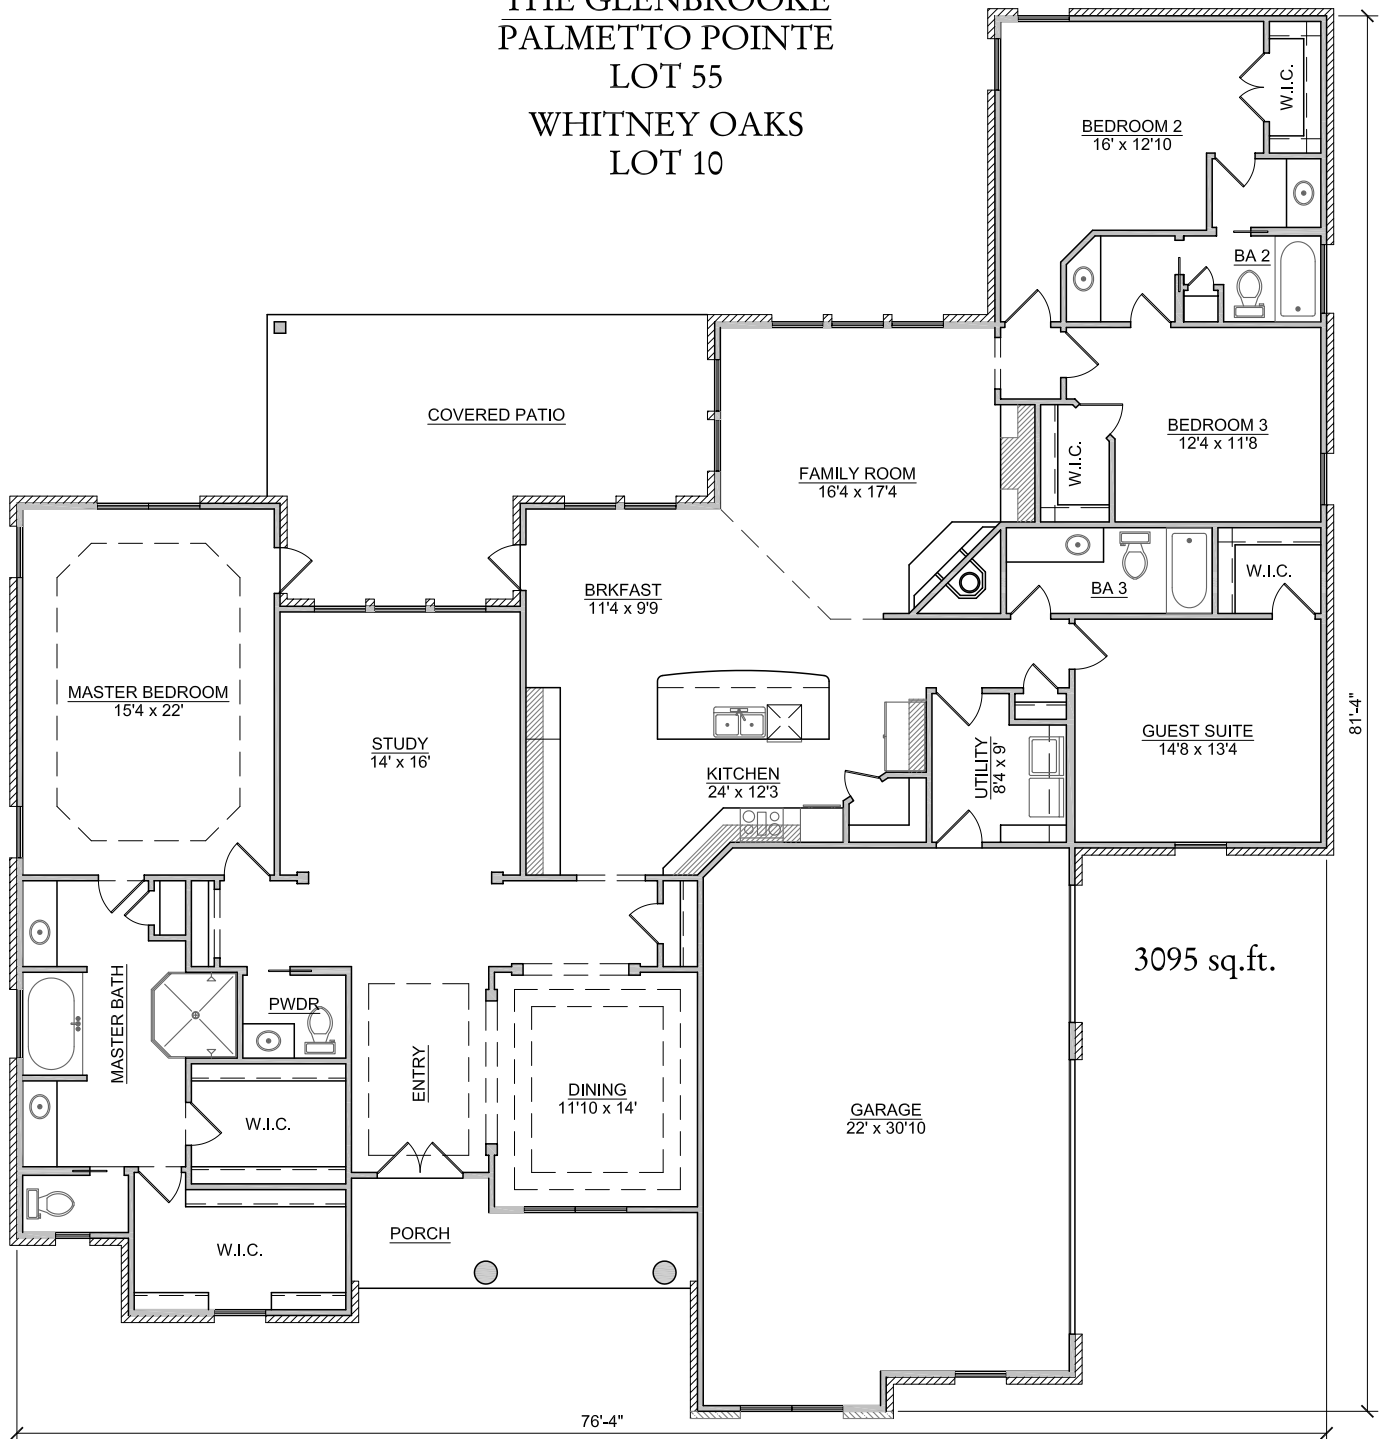 THE GLENBROOKE
PALMETTO POINTE
LOT 55
WHITNEY OAKS
LOT 10
BEDROOM 2
16' x 12'10
W.I.C.
BA 2
COVERED PATIO
FAMILY ROOM
16'4 x 17'4
BEDROOM 3
12'4 x 11'8
W.I.C.
BRKFAST
11'4 x 9'9
BA 3
W.I.C.
MASTER BEDROOM
15'4 x 22'
STUDY
14' x 16'
KITCHEN
24' x 12'3
UTILITY
8'4 x 9'
GUEST SUITE
14'8 x 13'4
81'-4"
3095 sq.ft.
MASTER BATH
PWDR
ENTRY
DINING
11'10 x 14'
W.I.C.
GARAGE
22' x 30'10
W.I.C.
PORCH
76'-4"